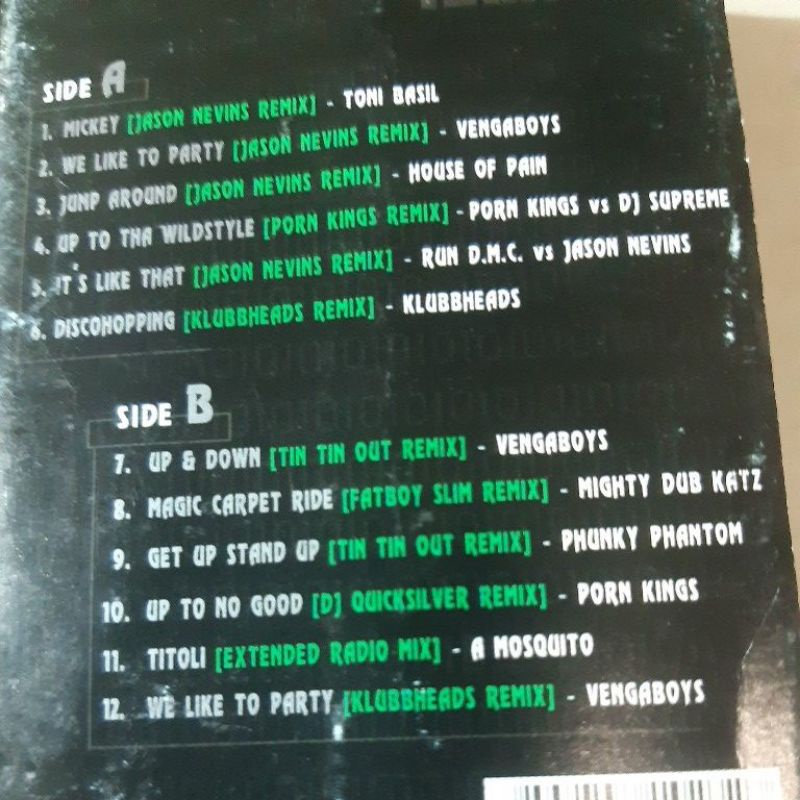 SIDE A
1. MICKEY [JASON NEVINS REMIX] - TONI BASIL
2. WE LIKE TO PARTY [JASON NEVINS REMIX] - VENGABOYS
3. JUMP AROUND [JASON NEVINS REMIX] - HOUSE OF PAIN
4. UP TO THA WILDSTYLE [PORN KINGS REMIX] - PORN KINGS vs DJ SUPREME
5. IT'S LIKE THAT [JASON NEVINS REMIX] - RUN D.M.C. vs JASON NEVINS
6. DISCOHOPPING [KLUBBHEADS REMIX] - KLUBBHEADS
SIDE B
7. UP & DOWN [TIN TIN OUT REMIX] - VENGABOYS
8. MAGIC CARPET RIDE [FATBOY SLIM REMIX] - MIGHTY DUB KATZ
9. GET UP STAND UP [TIN TIN OUT REMIX] - PHUNKY PHANTOM
10. UP TO NO GOOD [DJ QUICKSILVER REMIX] - PORN KINGS
11. TITOLI [EXTENDED RADIO MIX] - A MOSQUITO
12. WE LIKE TO PARTY [KLUBBHEADS REMIX] - VENGABOYS